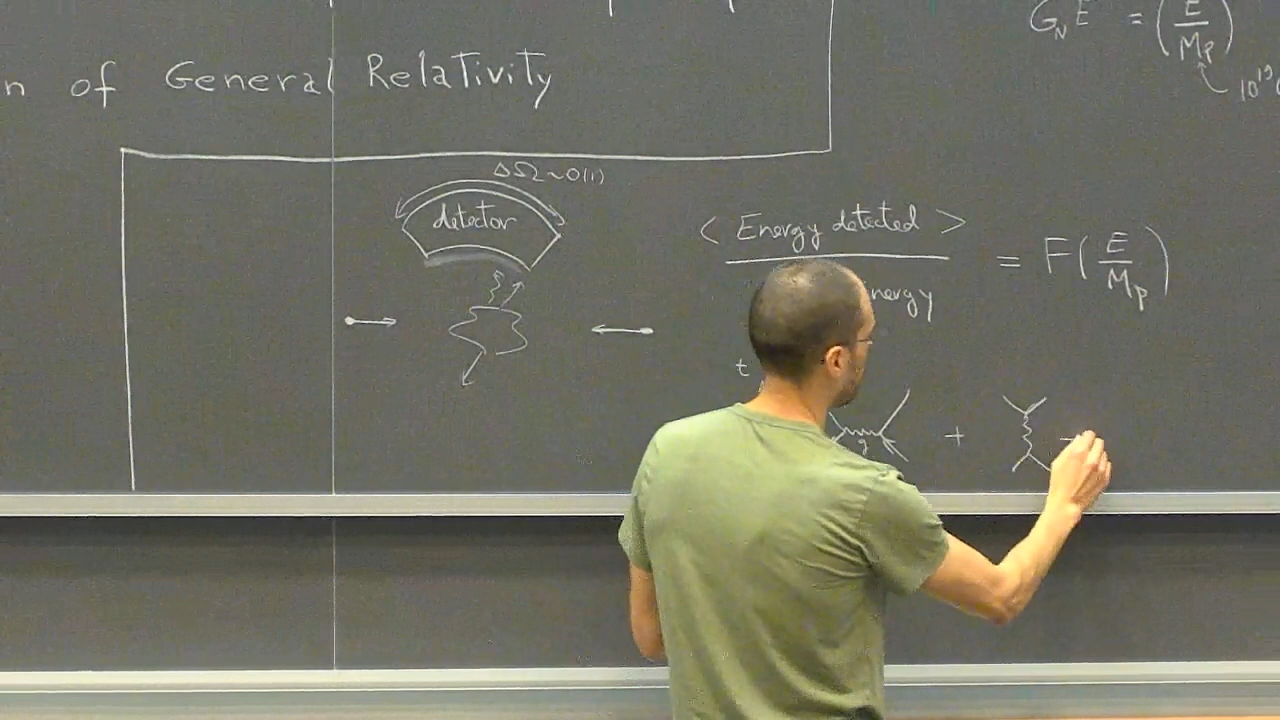 n of General Relativity
G_N E = (E/M_P)
10^19
ΔΩ ~ O(1)
detector
< Energy detected >
nergy
= F(E/M_P)
t
g
+
+